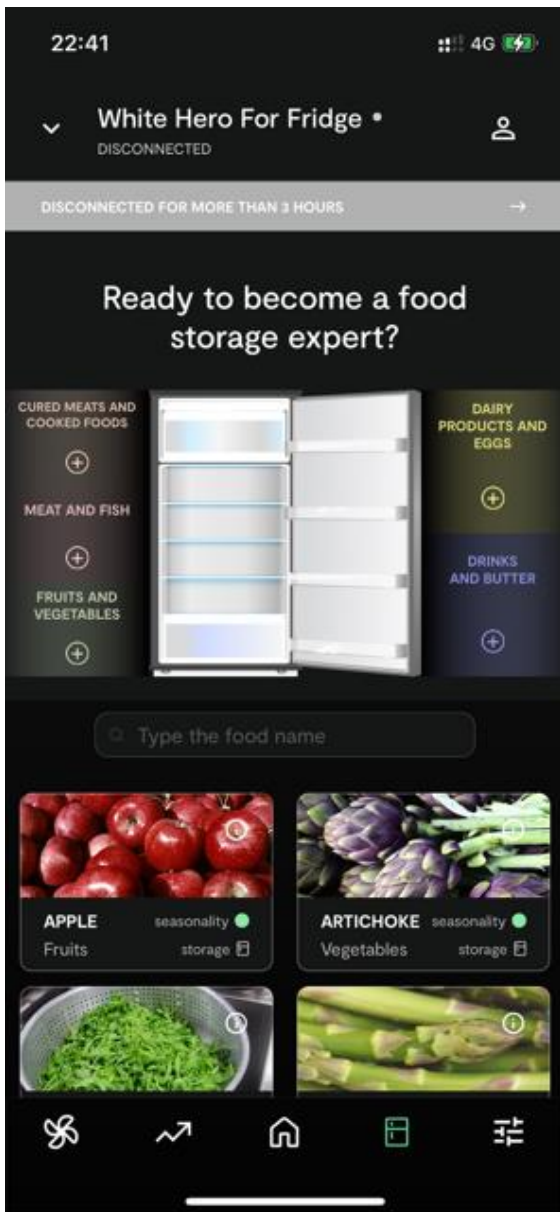 22:41
4G
White Hero For Fridge
DISCONNECTED
DISCONNECTED FOR MORE THAN 3 HOURS →
Ready to become a food
storage expert?
CURED MEATS AND
COOKED FOODS
MEAT AND FISH
FRUITS AND
VEGETABLES
DAIRY
PRODUCTS AND
EGGS
DRINKS
AND BUTTER
Type the food name
APPLE seasonality
Fruits storage
ARTICHOKE seasonality
Vegetables storage